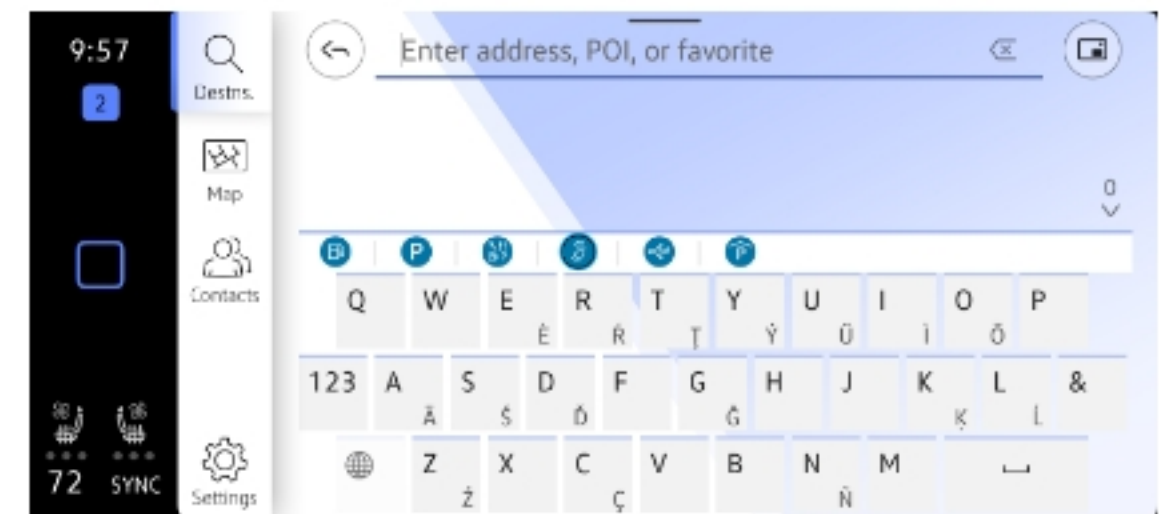 9:57
2
72 SYNC
Destns.
Map
Contacts
Settings
Enter address, POI, or favorite
0
P P
Q W E R T Y U I O P
È Ŕ Ţ Ý Ū Ì Ō
123 A S D F G H J K L &
Ā Ś Ď Ğ Ķ Ĺ
Z X C V B N M
Ż Ç Ñ